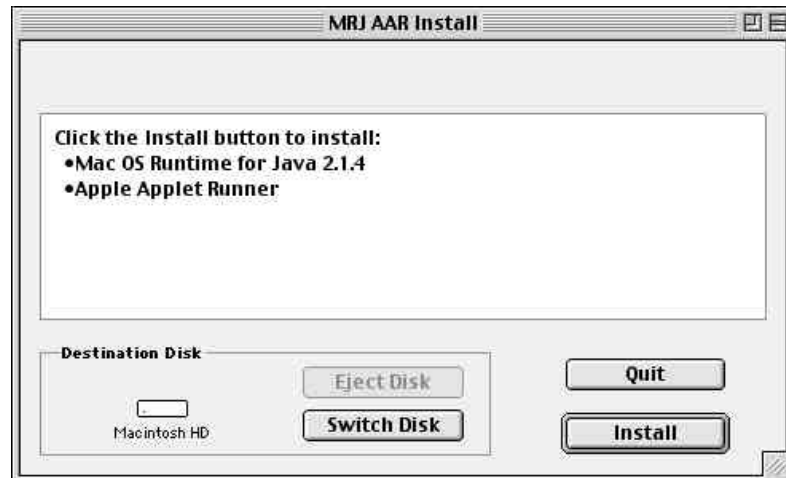 MRJ AAR Install
Click the Install button to install:
•Mac OS Runtime for Java 2.1.4
•Apple Applet Runner
Destination Disk
Eject Disk
Quit
Macintosh HD
Switch Disk
Install